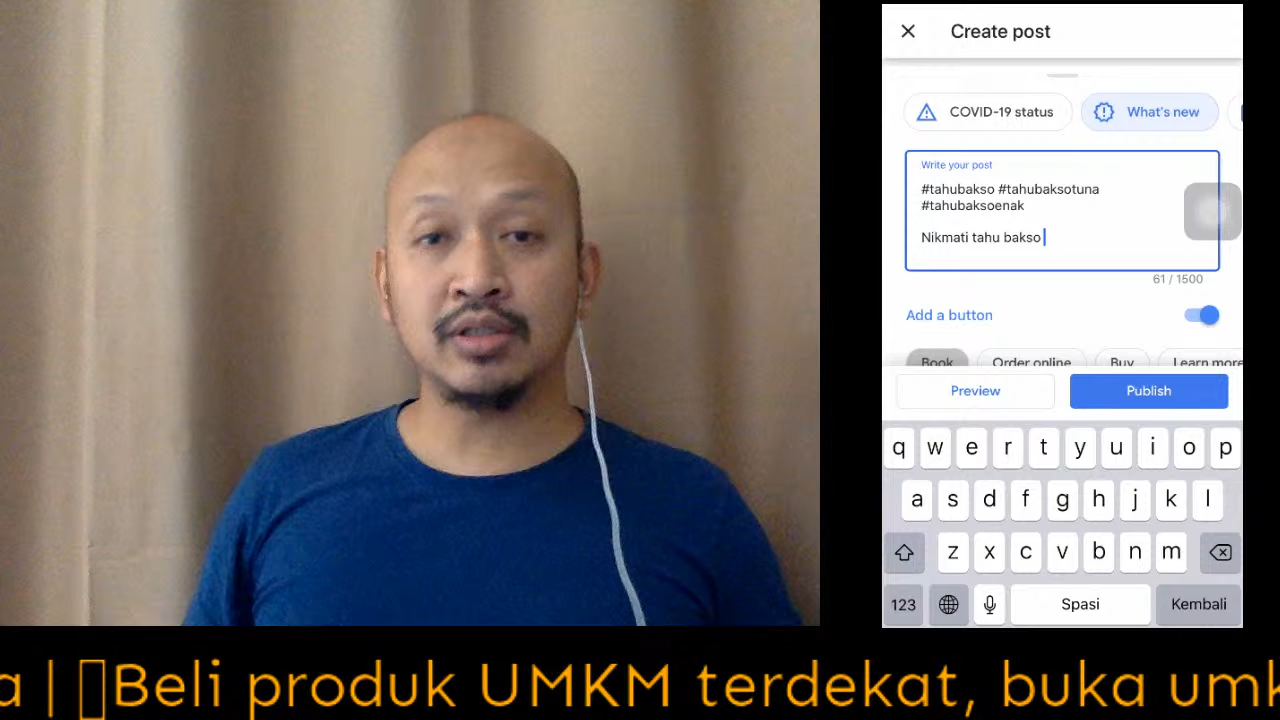 Create post
COVID-19 status
What's new
Write your post
#tahubakso #tahubaksotuna
#tahubaksoenak
Nikmati tahu bakso
61 / 1500
Add a button
Book Order online Buy Learn more
Preview
Publish
q w e r t y u i o p
a s d f g h j k l
z x c v b n m
123 Spasi Kembali
a | Beli produk UMKM terdekat, buka umk